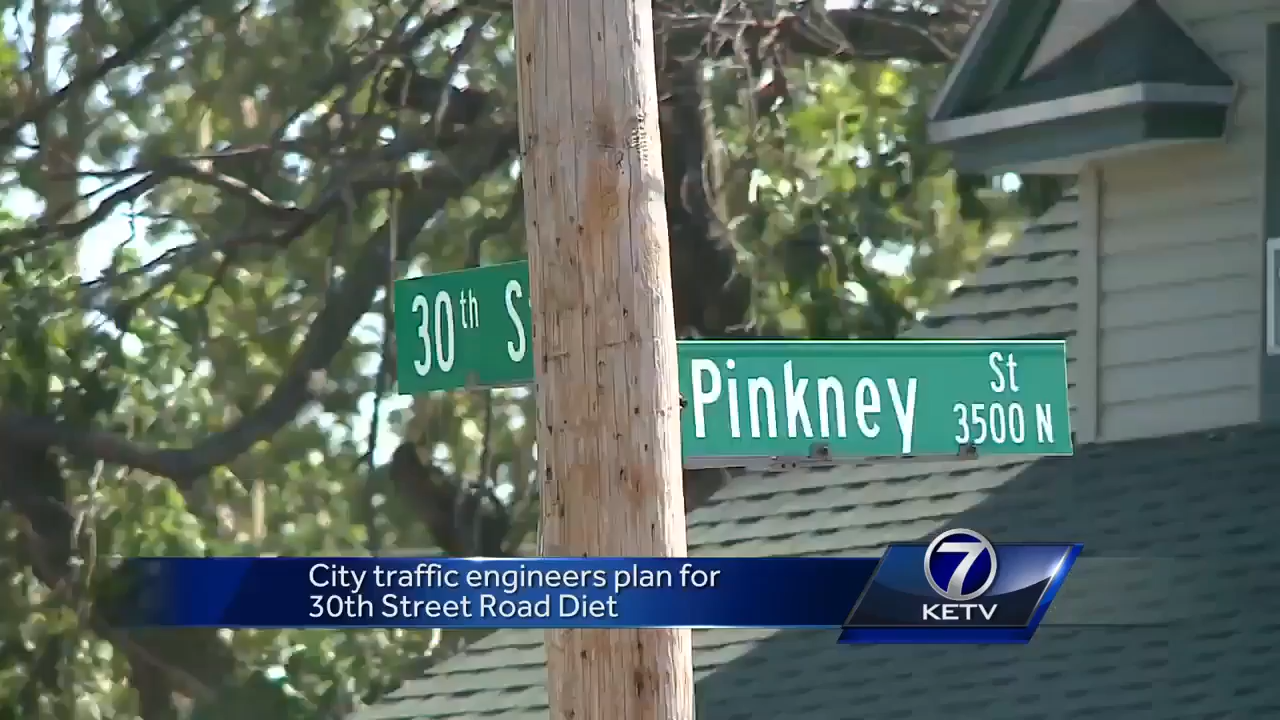 30th S
Pinkney St
3500 N
City traffic engineers plan for
30th Street Road Diet
7
KETV